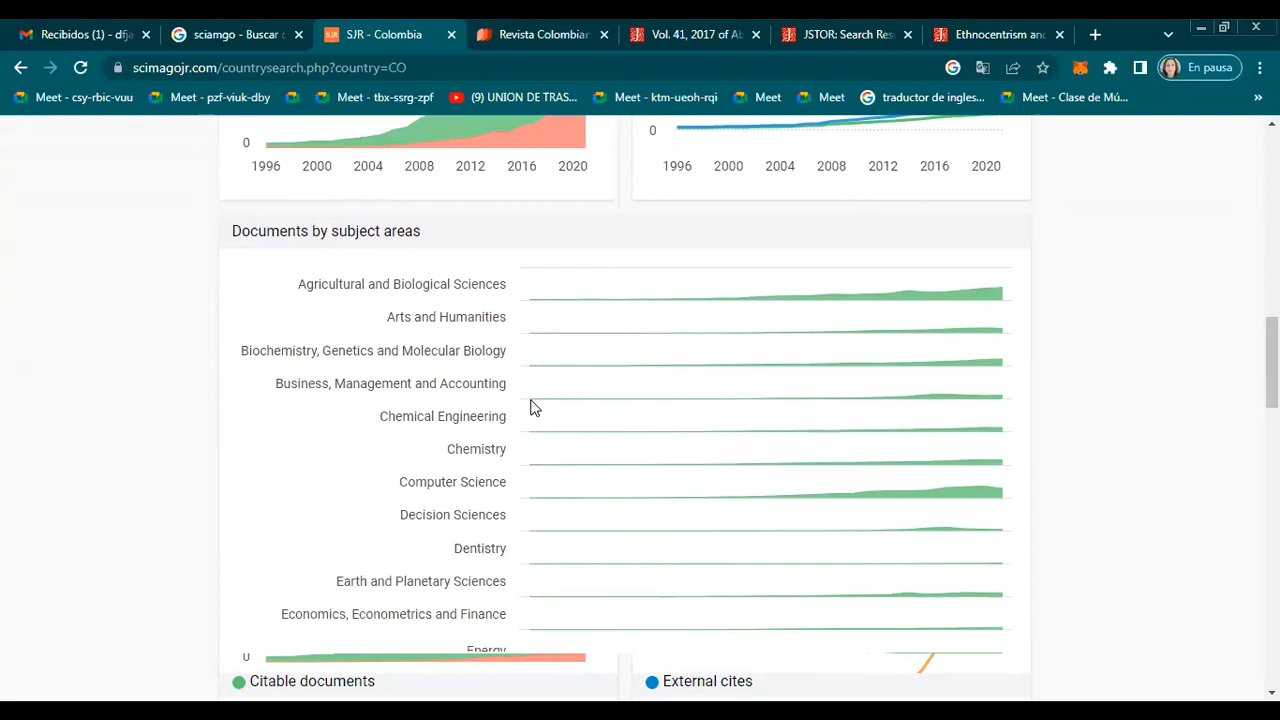 Recibidos (1) - dfja
sciamgo - Buscar
SJR - Colombia
Revista Colombian
Vol. 41, 2017 of Ab
JSTOR: Search Res
Ethnocentrism and
scimagojr.com/countrysearch.php?country=CO
En pausa
Meet - csy-rbic-vuu
Meet - pzf-viuk-dby
Meet - tbx-ssrg-zpf
(9) UNION DE TRAS...
Meet - ktm-ueoh-rqi
Meet
Meet
traductor de ingles...
Meet - Clase de Mú...
0
1996 2000 2004 2008 2012 2016 2020
0
1996 2000 2004 2008 2012 2016 2020
Documents by subject areas
Agricultural and Biological Sciences
Arts and Humanities
Biochemistry, Genetics and Molecular Biology
Business, Management and Accounting
Chemical Engineering
Chemistry
Computer Science
Decision Sciences
Dentistry
Earth and Planetary Sciences
Economics, Econometrics and Finance
Energy
0
Citable documents
External cites